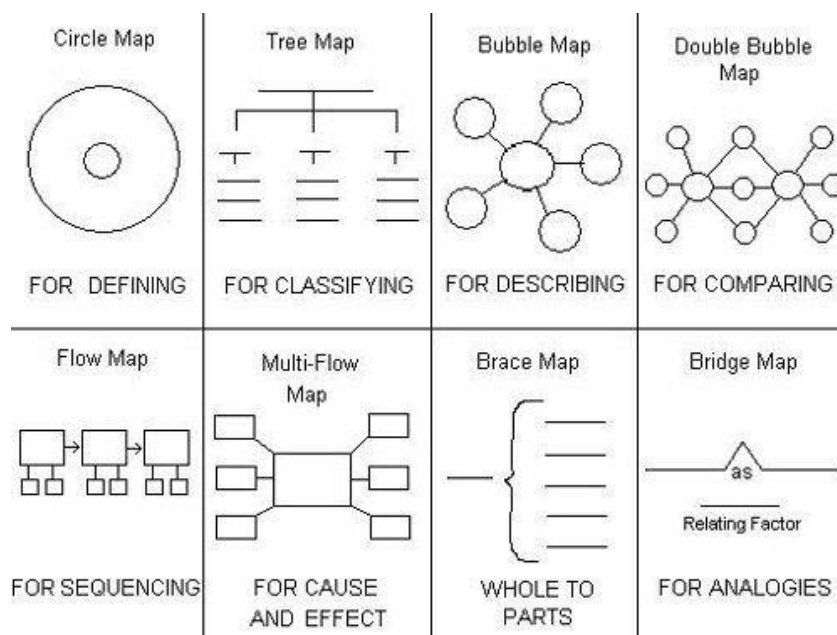 Circle Map
FOR DEFINING
Tree Map
FOR CLASSIFYING
Bubble Map
FOR DESCRIBING
Double Bubble
Map
FOR COMPARING
Flow Map
FOR SEQUENCING
Multi-Flow
Map
FOR CAUSE
AND EFFECT
Brace Map
WHOLE TO
PARTS
Bridge Map
as
Relating Factor
FOR ANALOGIES